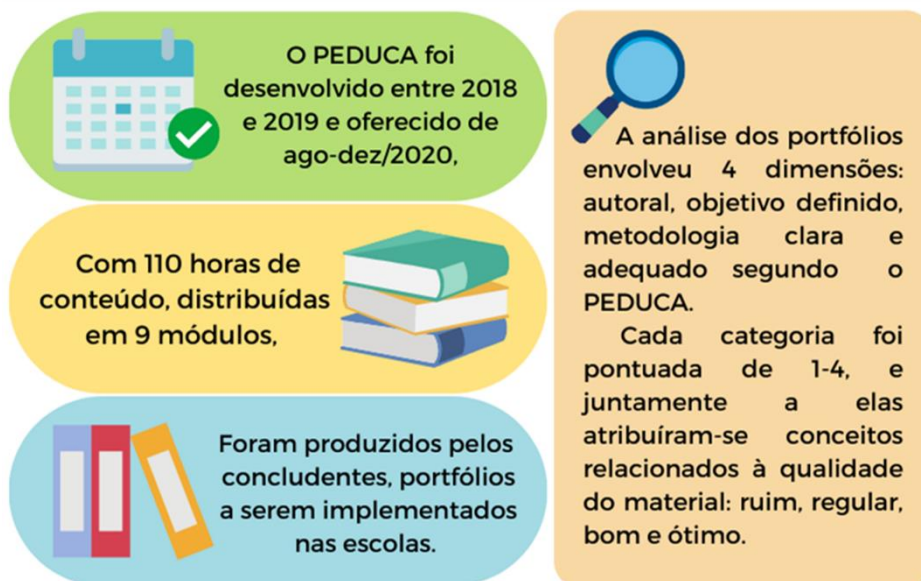 O PEDUCA foi
desenvolvido entre 2018
e 2019 e oferecido de
ago-dez/2020,
Com 110 horas de
conteúdo, distribuídas
em 9 módulos,
Foram produzidos pelos
concludentes, portfólios
a serem implementados
nas escolas.
A análise dos portfólios
envolveu 4 dimensões:
autoral, objetivo definido,
metodologia clara e
adequado segundo o
PEDUCA.
Cada categoria foi
pontuada de 1-4, e
juntamente a elas
atribuíram-se conceitos
relacionados à qualidade
do material: ruim, regular,
bom e ótimo.